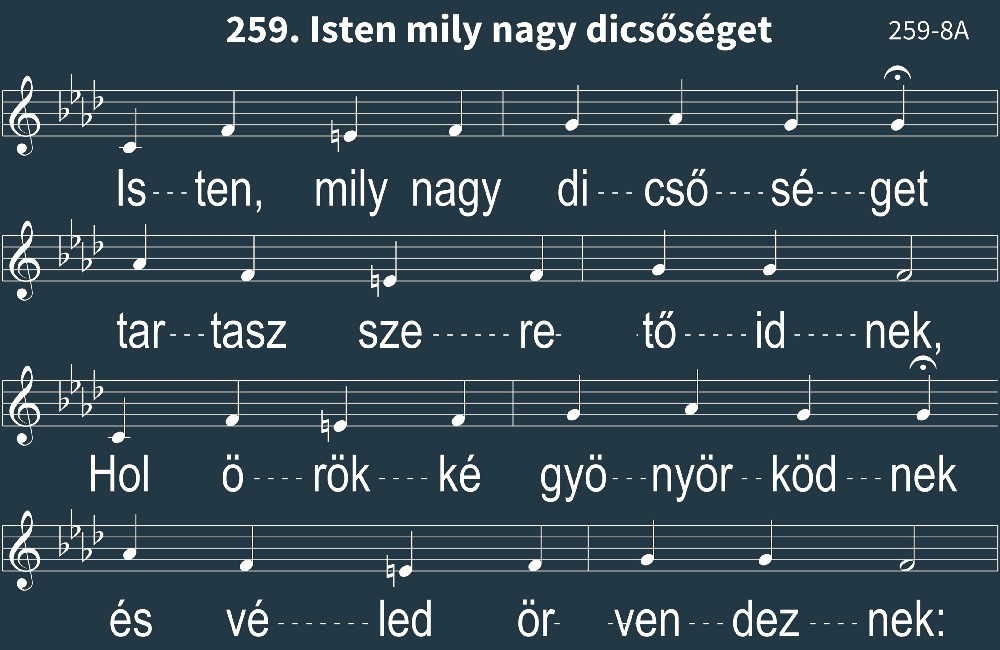 259. Isten mily nagy dicsőséget
259-8A
Is---ten, mily nagy di---cső----sé----get
tar---tasz sze------re- -tő-----id-----nek,
Hol ö----rök----ké gyö---nyör--köd---nek
és vé-------led ör- -ven---dez----nek: